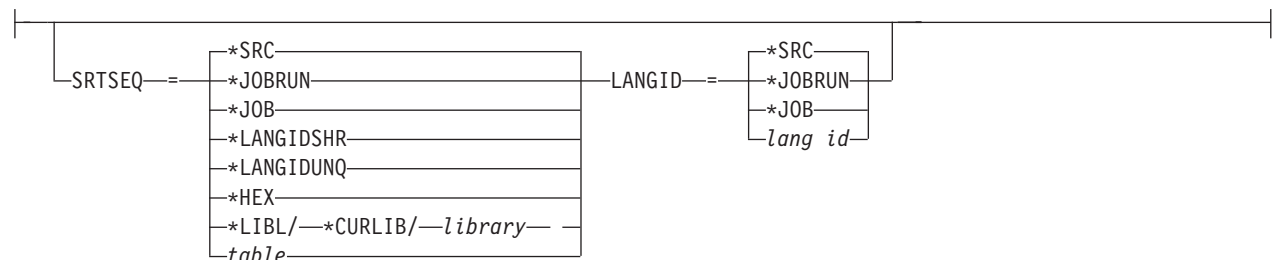 SRTSEQ = *SRC LANGID = *SRC
*JOBRUN *JOBRUN
*JOB *JOB
*LANGIDSHR lang id
*LANGIDUNQ
*HEX
*LIBL/ *CURLIB/ library
table